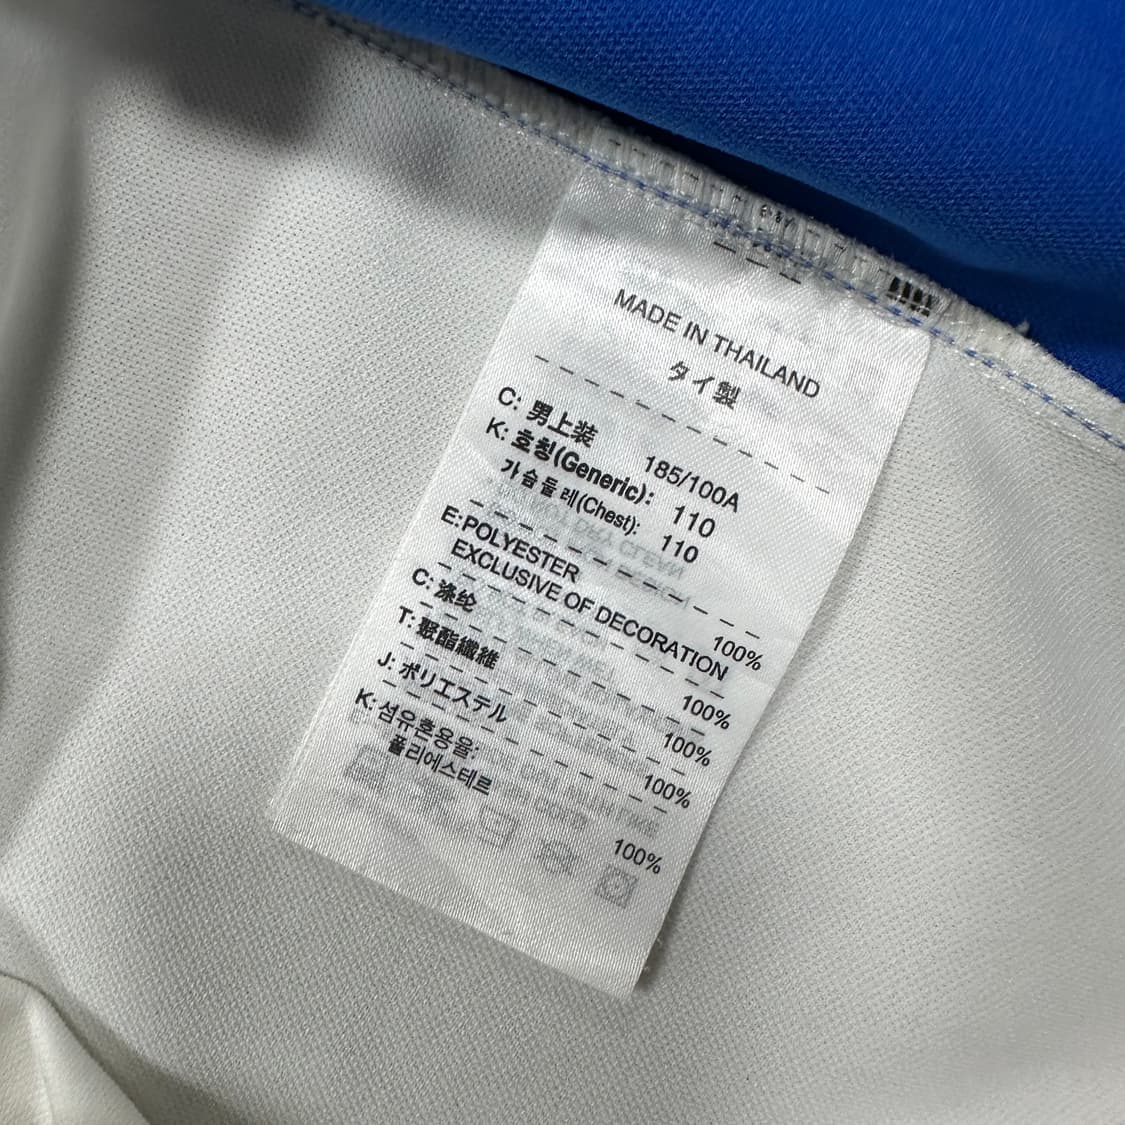 MADE IN THAILAND
タイ製
C: 男上装 185/100A
K: 호칭(Generic): 110
가슴둘레(Chest): 110
E:POLYESTER 100%
EXCLUSIVE OF DECORATION
C: 涤纶 100%
T: 聚酯纖維 100%
J: ポリエステル 100%
K: 섬유혼용율:
폴리에스테르 100%